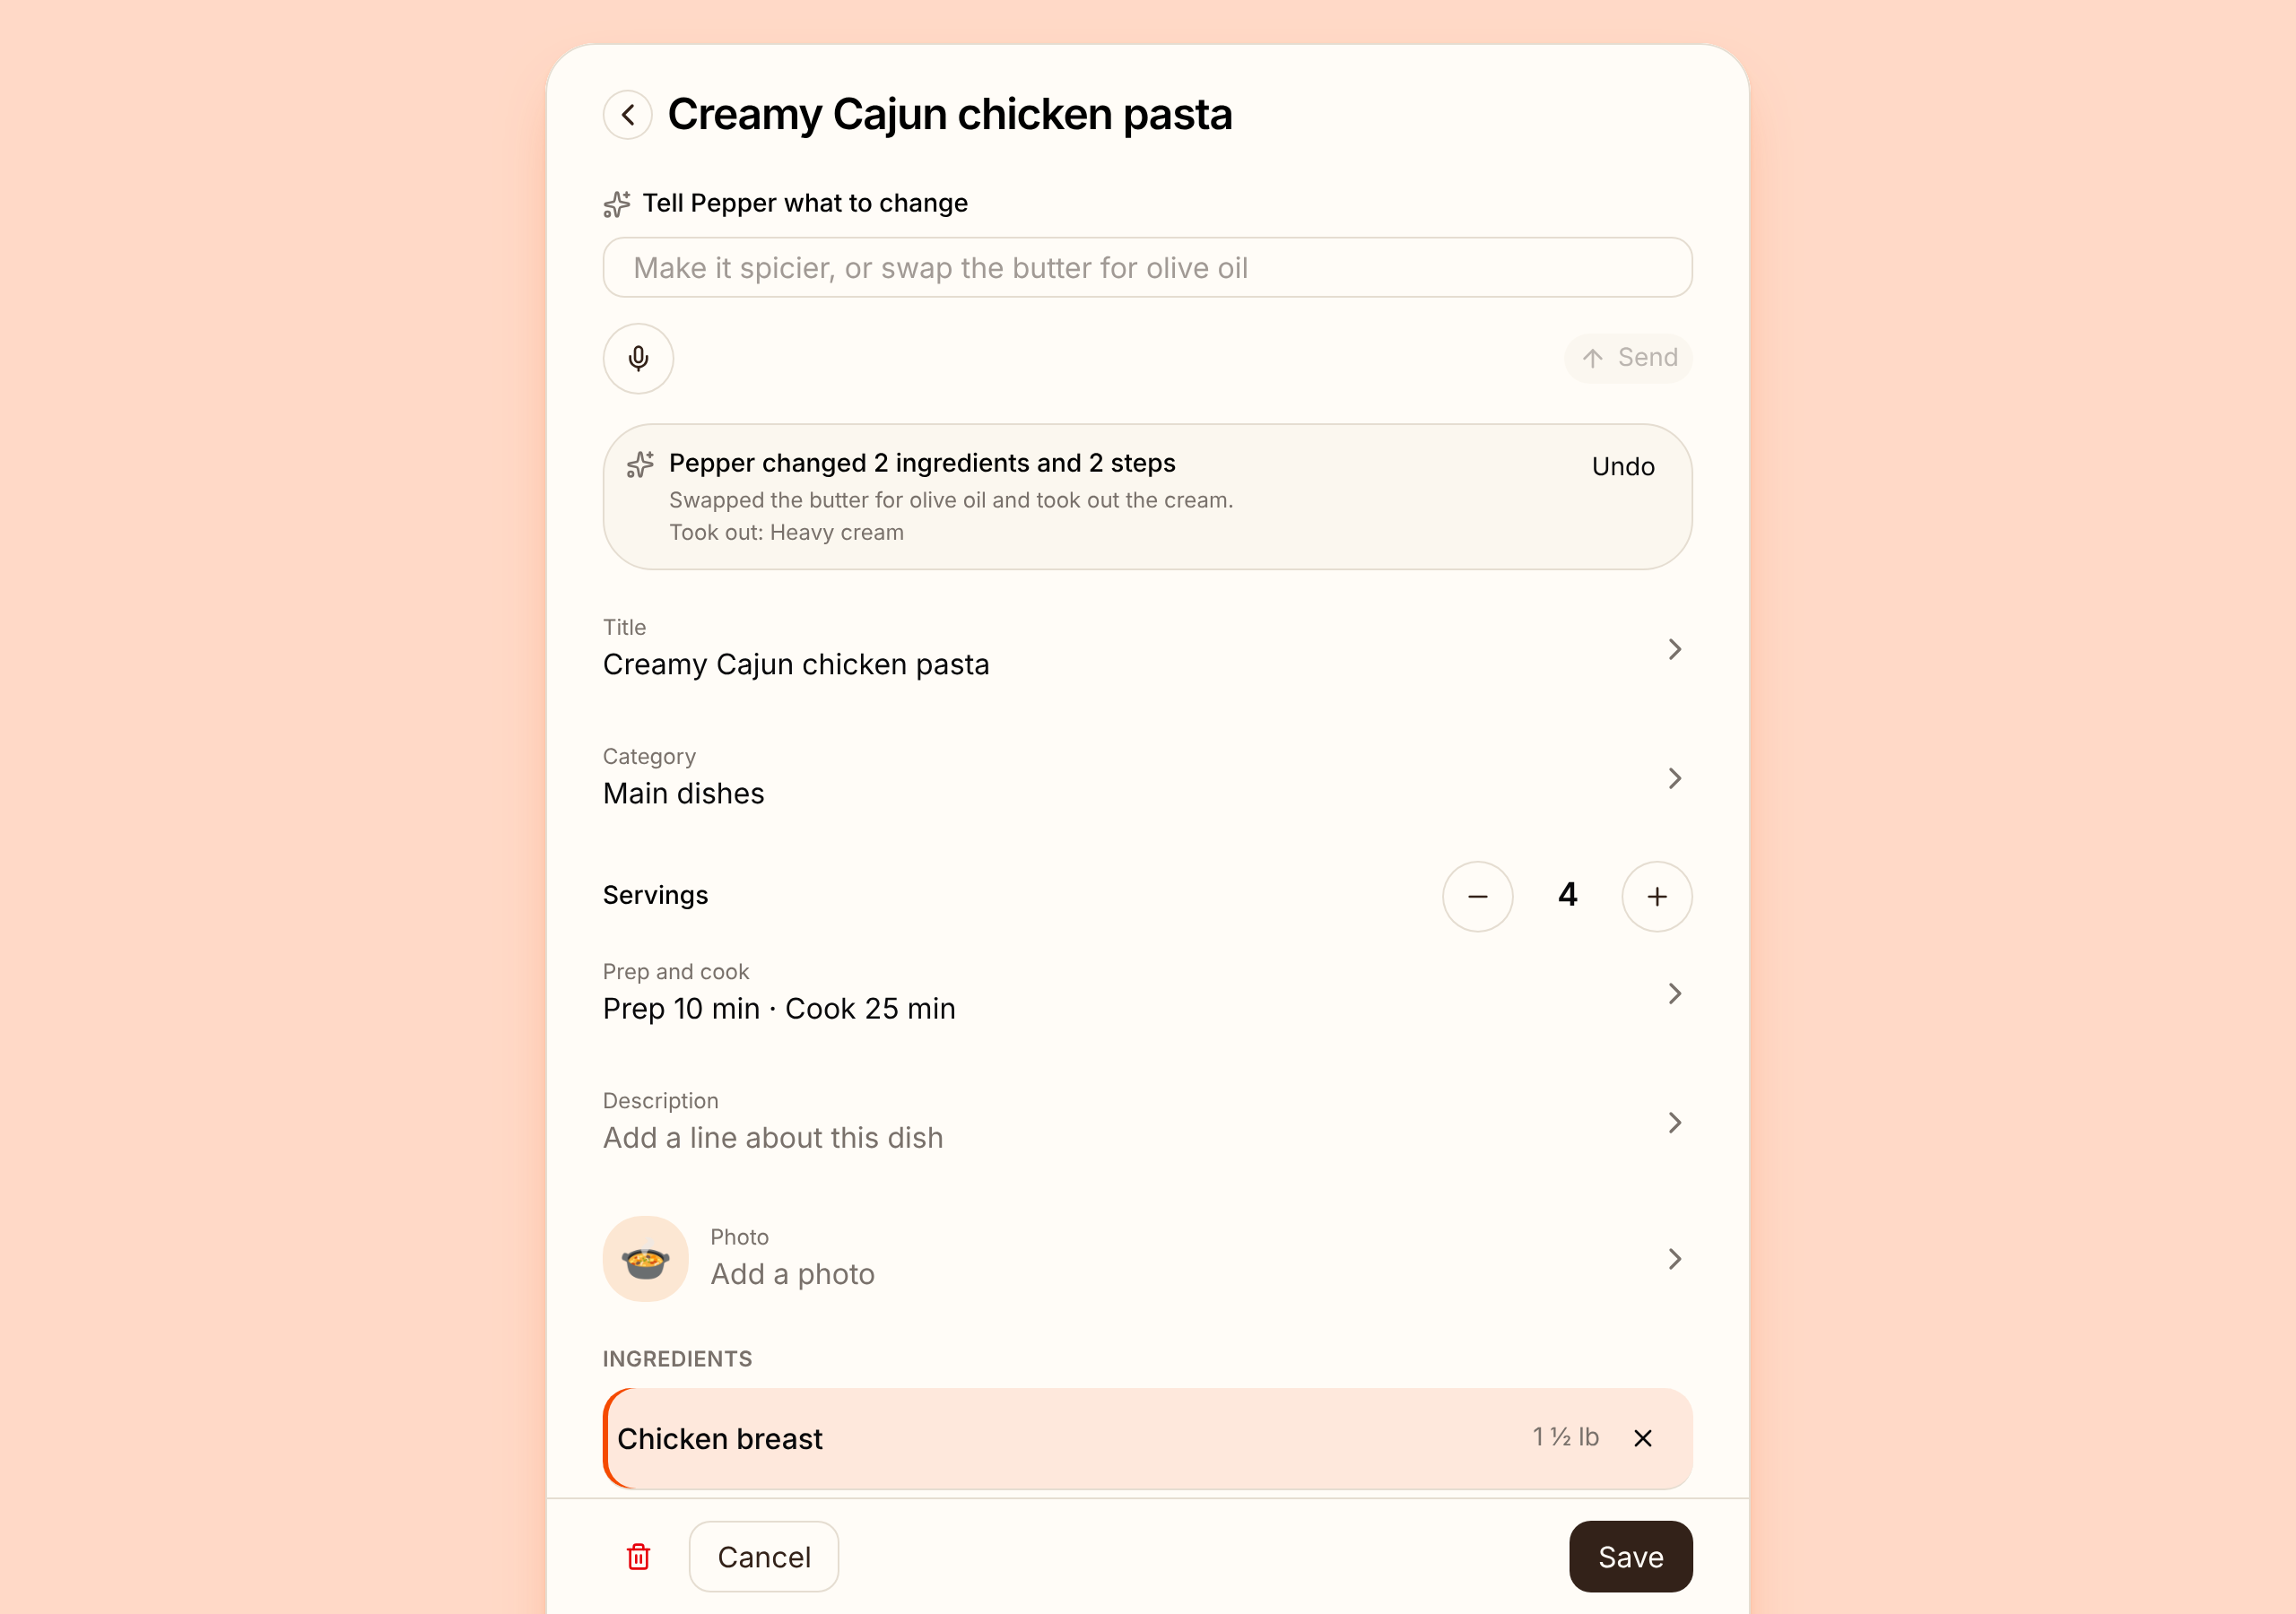 Creamy Cajun chicken pasta
Tell Pepper what to change
Make it spicier, or swap the butter for olive oil
Send
Pepper changed 2 ingredients and 2 steps
Undo
Swapped the butter for olive oil and took out the cream.
Took out: Heavy cream
Title
Creamy Cajun chicken pasta
Category
Main dishes
Servings
4
Prep and cook
Prep 10 min · Cook 25 min
Description
Add a line about this dish
Photo
Add a photo
INGREDIENTS
Chicken breast
1 ½ lb
Cancel
Save